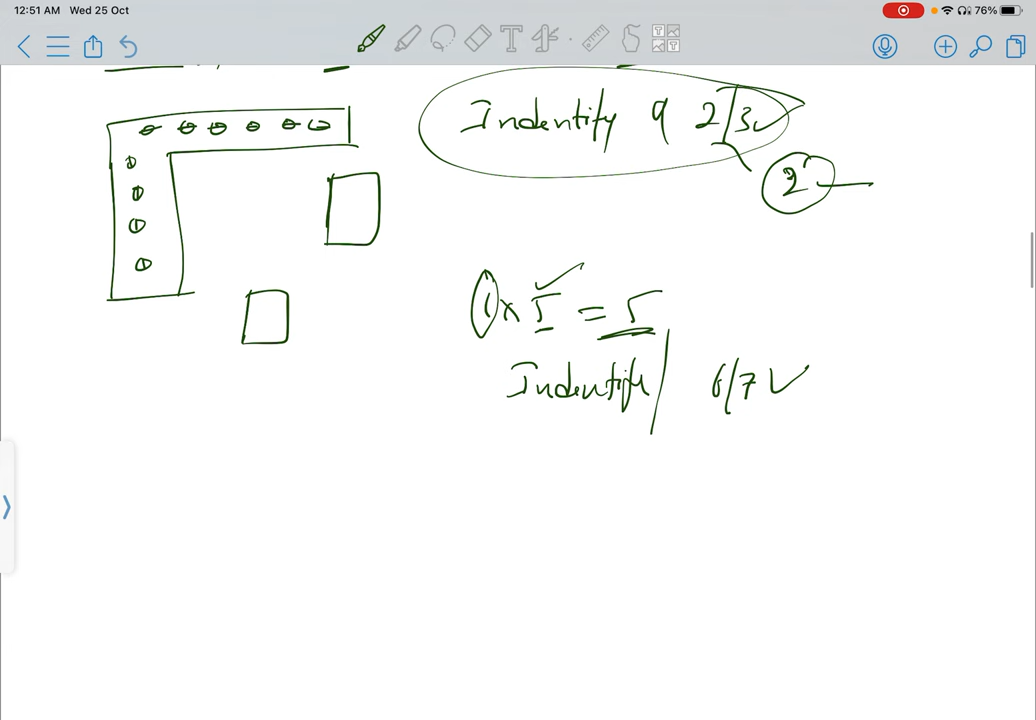 12:51 AM Wed 25 Oct 76%
Indentify 9 2/3
2
1 x 5 = 5
Indentify 6/7